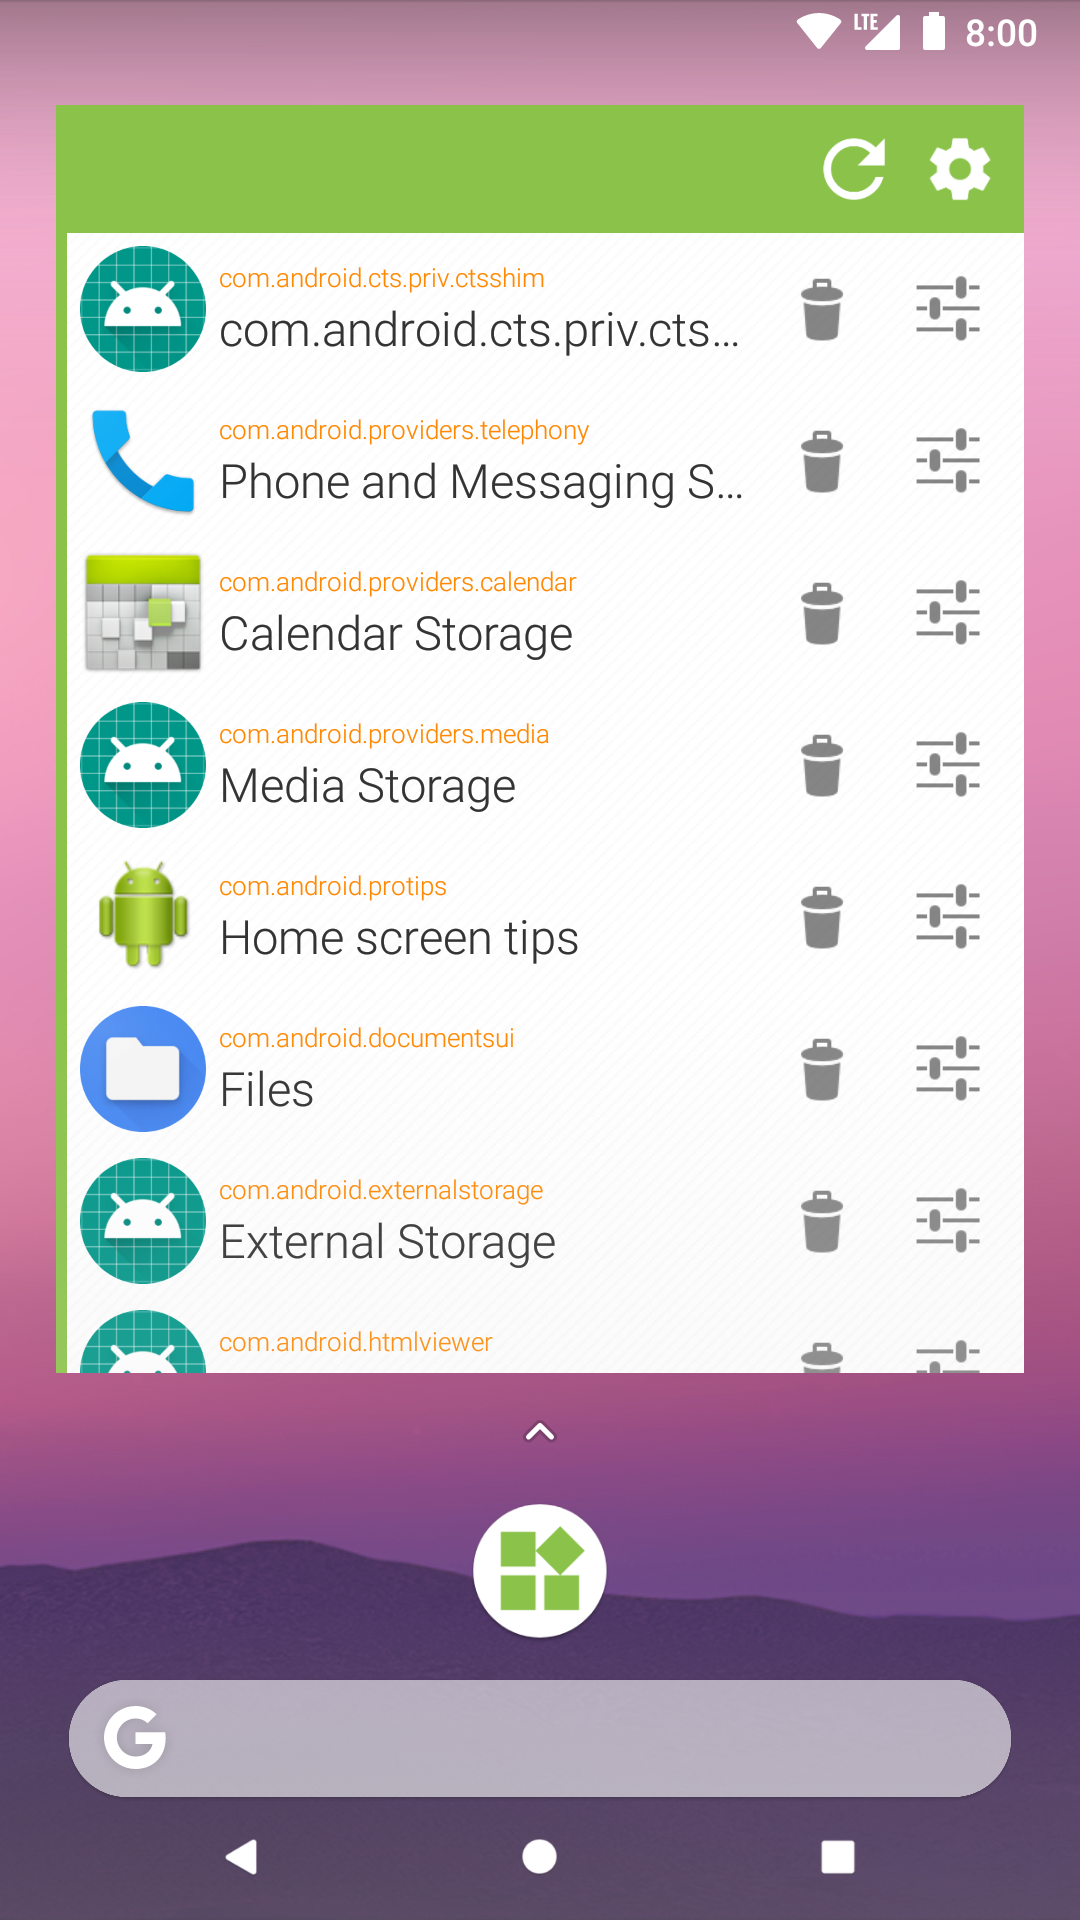 LTE 8:00
com.android.cts.priv.ctsshim
com.android.cts.priv.cts...
com.android.providers.telephony
Phone and Messaging S...
com.android.providers.calendar
Calendar Storage
com.android.providers.media
Media Storage
com.android.protips
Home screen tips
com.android.documentsui
Files
com.android.externalstorage
External Storage
com.android.htmlviewer
G